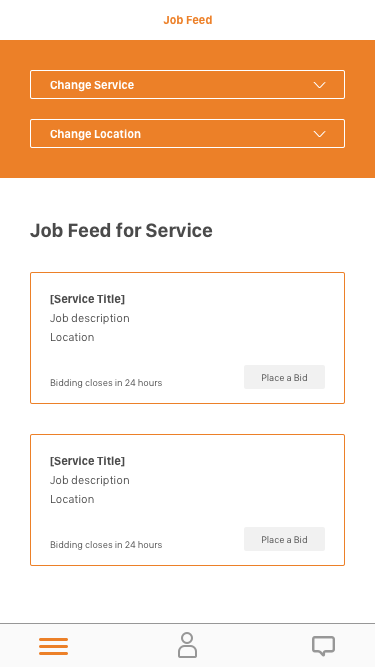 Job Feed
Change Service
Change Location
Job Feed for Service
[Service Title]
Job description
Location
Bidding closes in 24 hours
Place a Bid
[Service Title]
Job description
Location
Bidding closes in 24 hours
Place a Bid